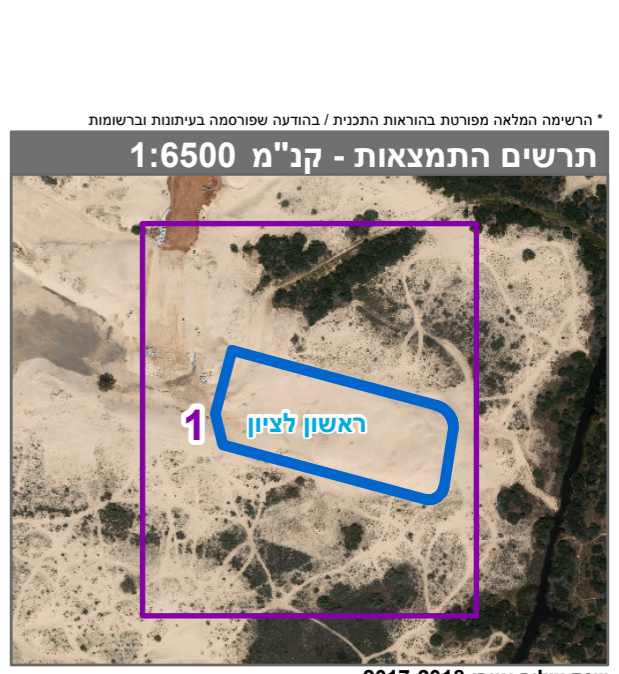 * הרשימה המלאה מפורטת בהוראות התכנית / בהודעה שפורסמה בעיתונות וברשומות
תרשים התמצאות - קנ"מ 1:6500
ראשון לציון
1